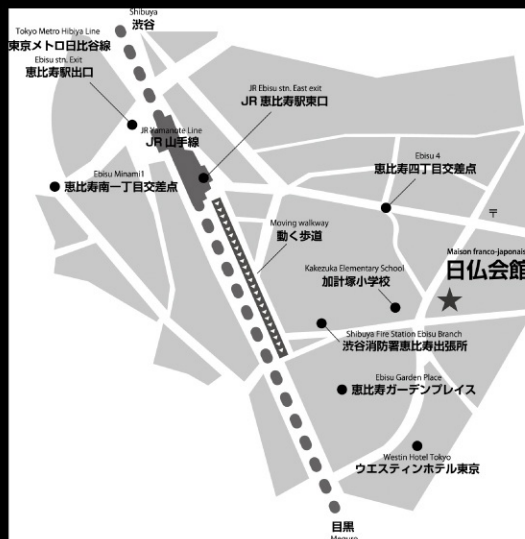 Shibuya
渋谷
Tokyo Metro Hibiya Line
東京メトロ日比谷線
Ebisu stn. Exit
恵比寿駅出口
JR Ebisu stn. East exit
JR 恵比寿駅東口
JR Yamanote Line
JR 山手線
Ebisu 4
恵比寿四丁目交差点
Ebisu Minami1
恵比寿南一丁目交差点
〒
Moving walkway
動く歩道
Maison franco-japonais
日仏会館
Kakezuka Elementary School
加計塚小学校
Shibuya Fire Station Ebisu Branch
渋谷消防署恵比寿出張所
Ebisu Garden Place
恵比寿ガーデンプレイス
Westin Hotel Tokyo
ウエスティンホテル東京
目黒
Meguro